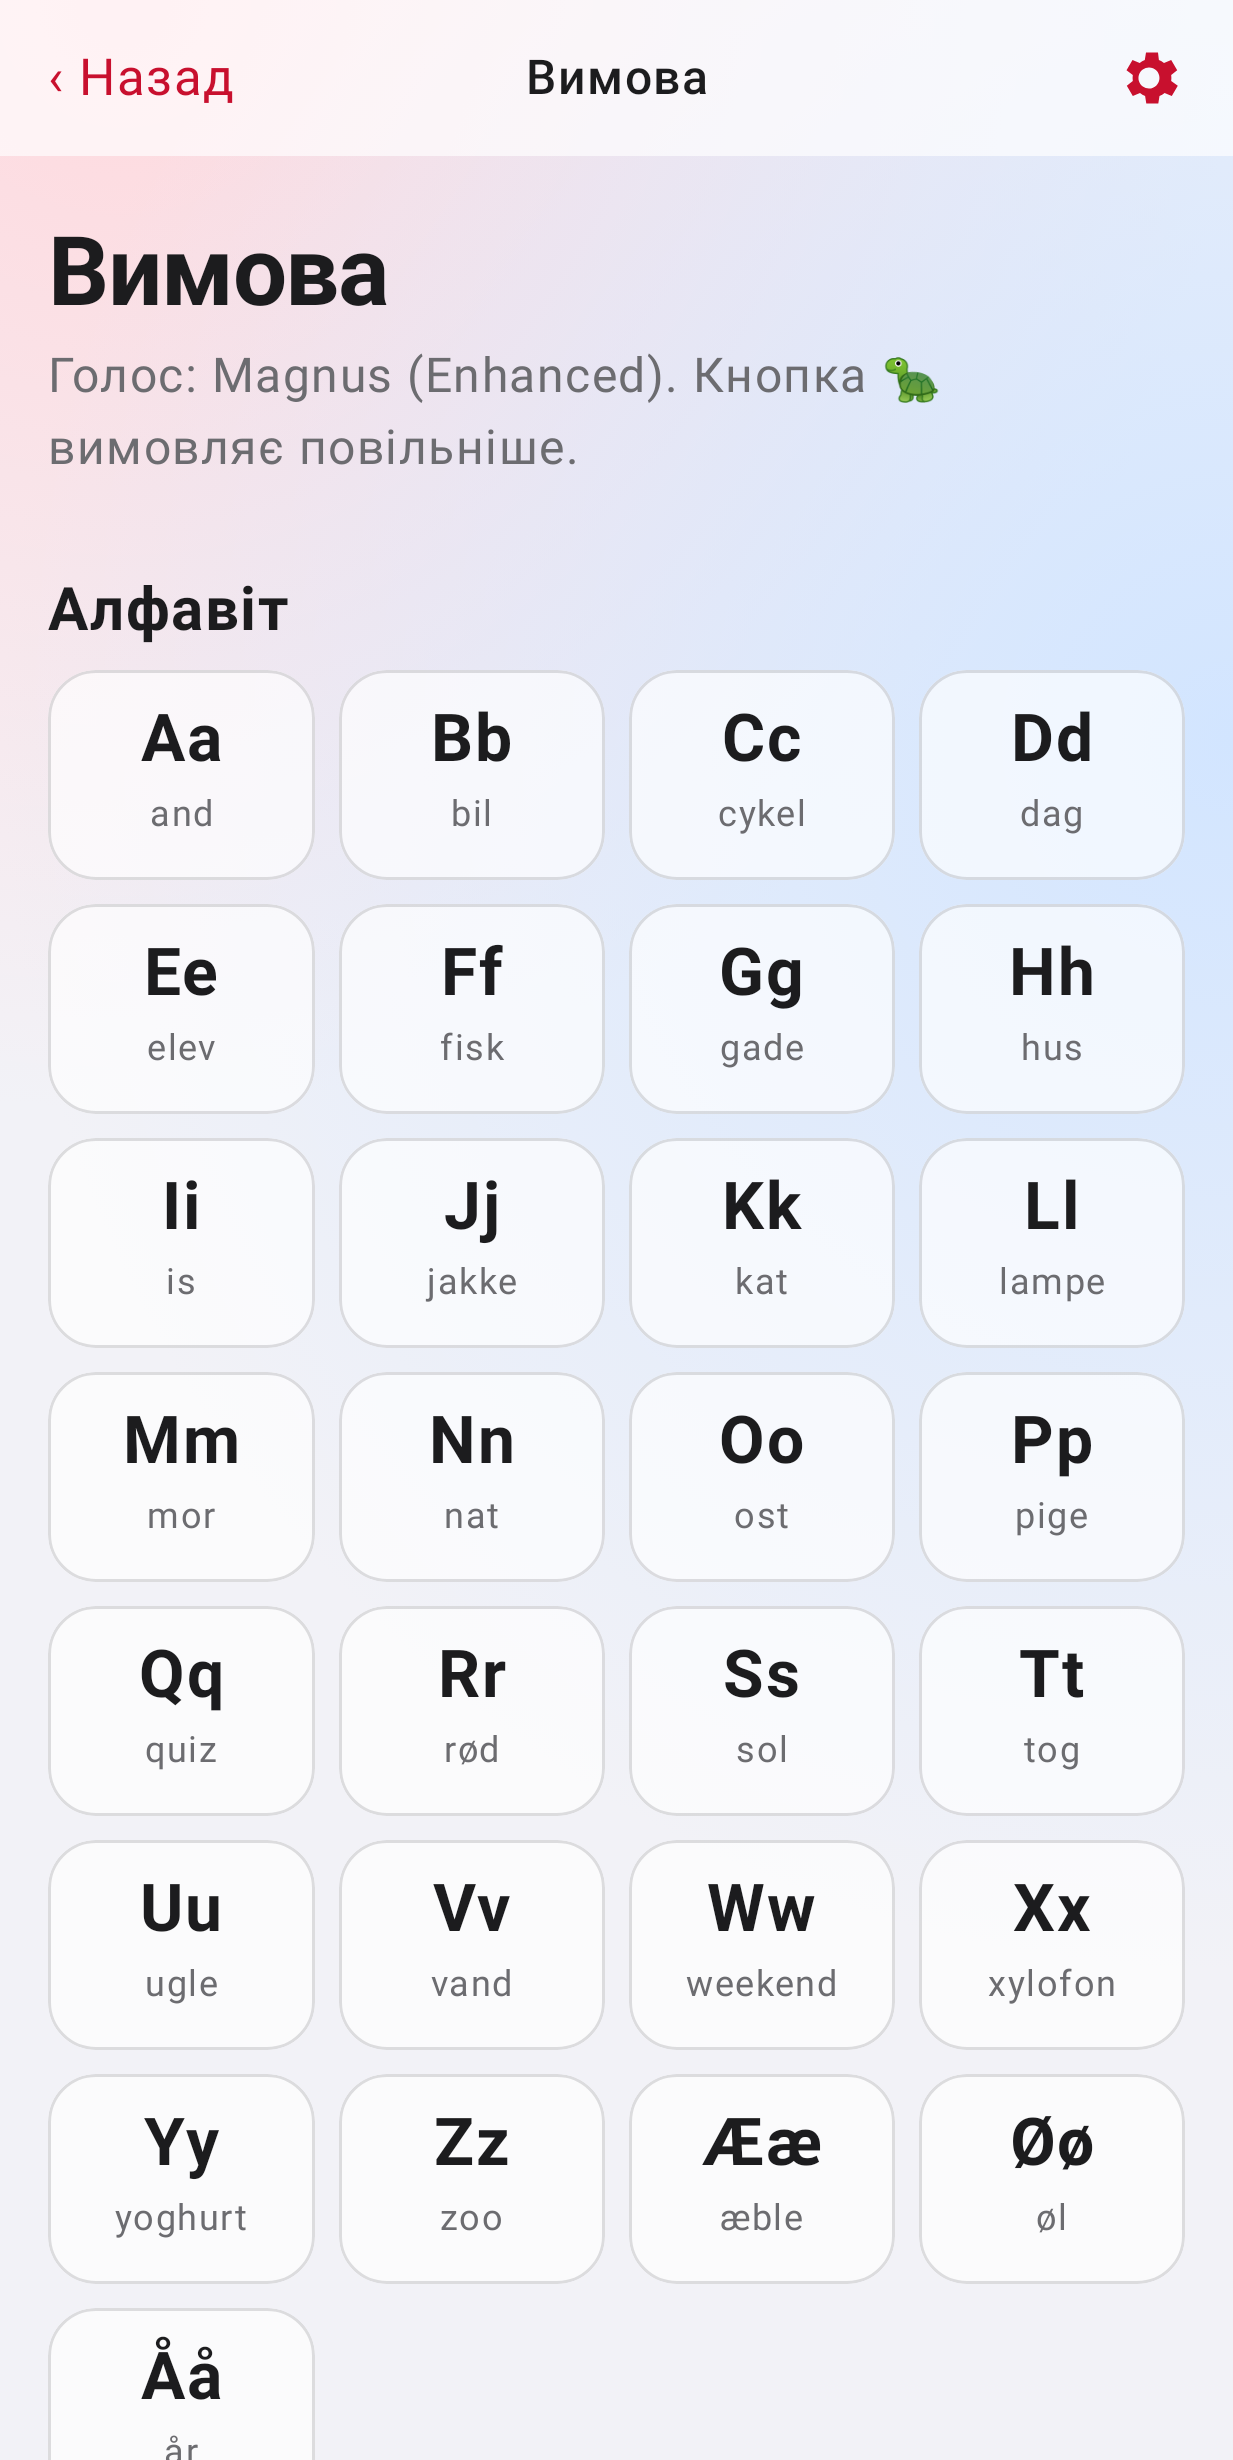 ‹ Назад
Вимова
Вимова
Голос: Magnus (Enhanced). Кнопка 🐢
вимовляє повільніше.
Алфавіт
Aa Bb Cc Dd
and bil cykel dag
Ee Ff Gg Hh
elev fisk gade hus
Ii Jj Kk Ll
is jakke kat lampe
Mm Nn Oo Pp
mor nat ost pige
Qq Rr Ss Tt
quiz rød sol tog
Uu Vv Ww Xx
ugle vand weekend xylofon
Yy Zz Ææ Øø
yoghurt zoo æble øl
Åå
år